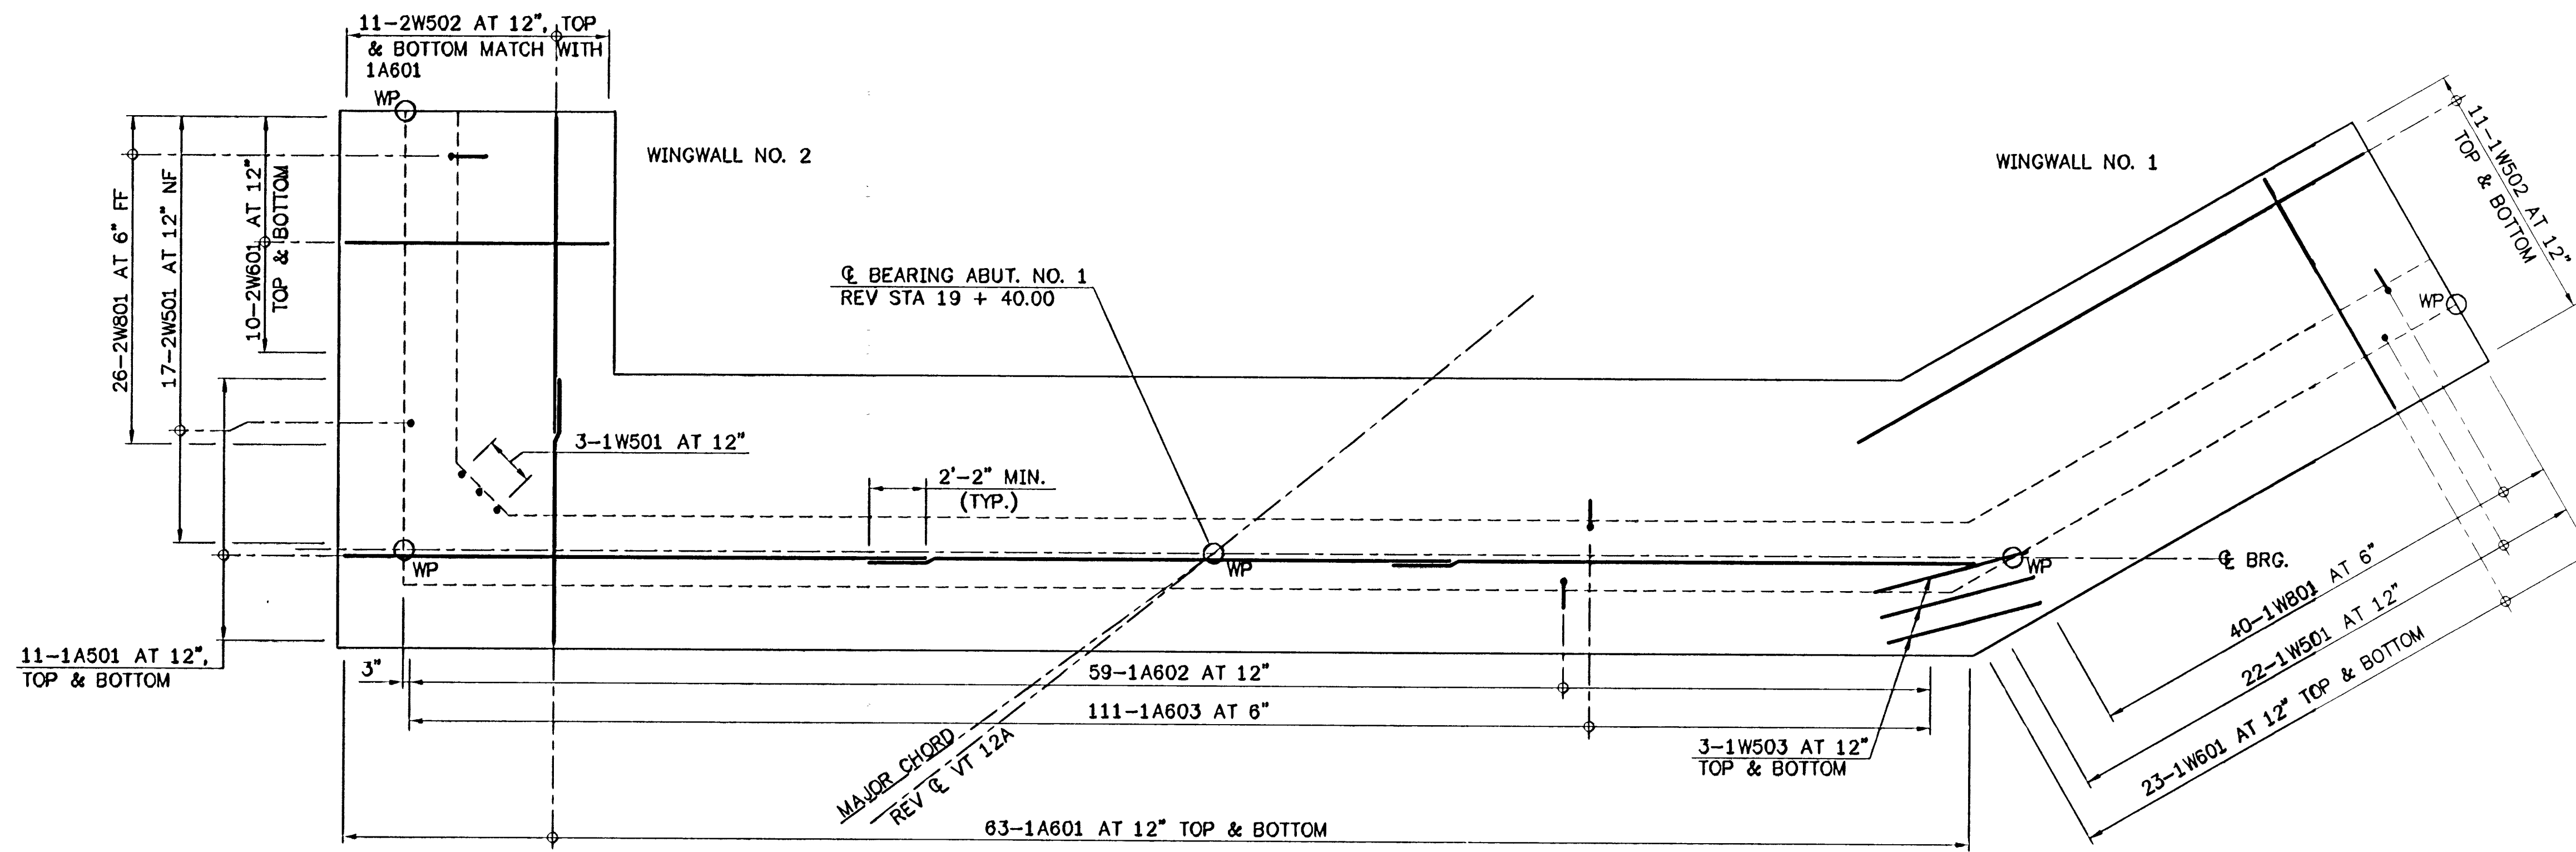 11-2W502 AT 12", TOP
& BOTTOM MATCH WITH
1A601
WP
WINGWALL NO. 2
WINGWALL NO. 1
11-1W502 AT 12"
TOP & BOTTOM
26-2W801 AT 6" FF
17-2W501 AT 12" NF
10-2W601 AT 12"
TOP & BOTTOM
℄ BEARING ABUT. NO. 1
REV STA 19 + 40.00
WP
3-1W501 AT 12"
2'-2" MIN.
(TYP.)
WP
WP
WP
℄ BRG.
40-1W801 AT 6"
22-1W501 AT 12"
23-1W601 AT 12" TOP & BOTTOM
11-1A501 AT 12",
TOP & BOTTOM
3"
59-1A602 AT 12"
111-1A603 AT 6"
MAJOR CHORD
REV ℄ VT 12A
3-1W503 AT 12"
TOP & BOTTOM
63-1A601 AT 12" TOP & BOTTOM